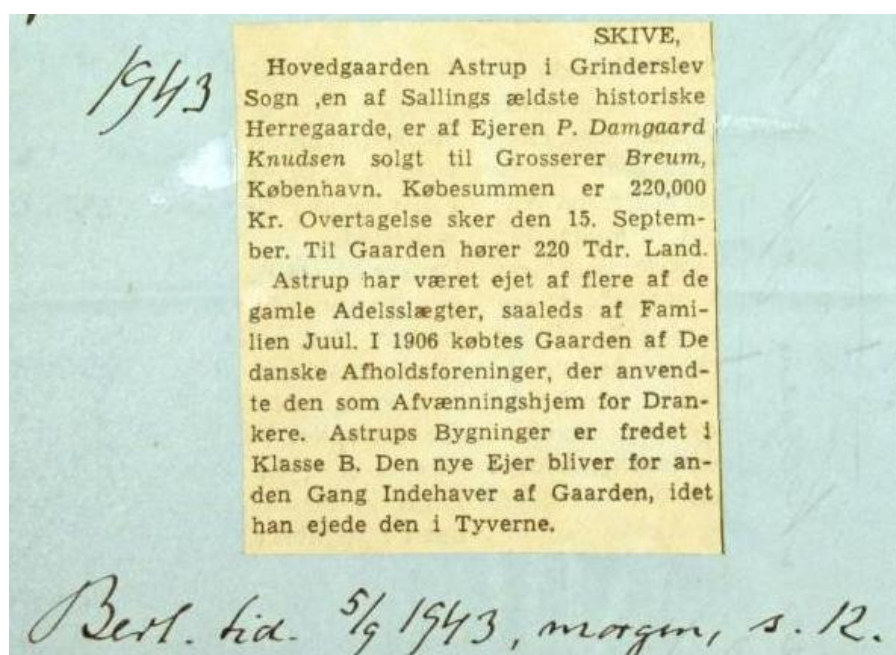 SKIVE,
1943
Hovedgaarden Astrup i Grinderslev
Sogn ,en af Sallings ældste historiske
Herregaarde, er af Ejeren P. Damgaard
Knudsen solgt til Grosserer Breum,
København. Købesummen er 220,000
Kr. Overtagelse sker den 15. Septem-
ber. Til Gaarden hører 220 Tdr. Land.
Astrup har været ejet af flere af de
gamle Adelsslægter, saaleds af Fami-
lien Juul. I 1906 købtes Gaarden af De
danske Afholdsforeninger, der anvend-
te den som Afvænningshjem for Dran-
kere. Astrups Bygninger er fredet i
Klasse B. Den nye Ejer bliver for an-
den Gang Indehaver af Gaarden, idet
han ejede den i Tyverne.
Berl. tid. 5/9 1943, morgen, s. 12.